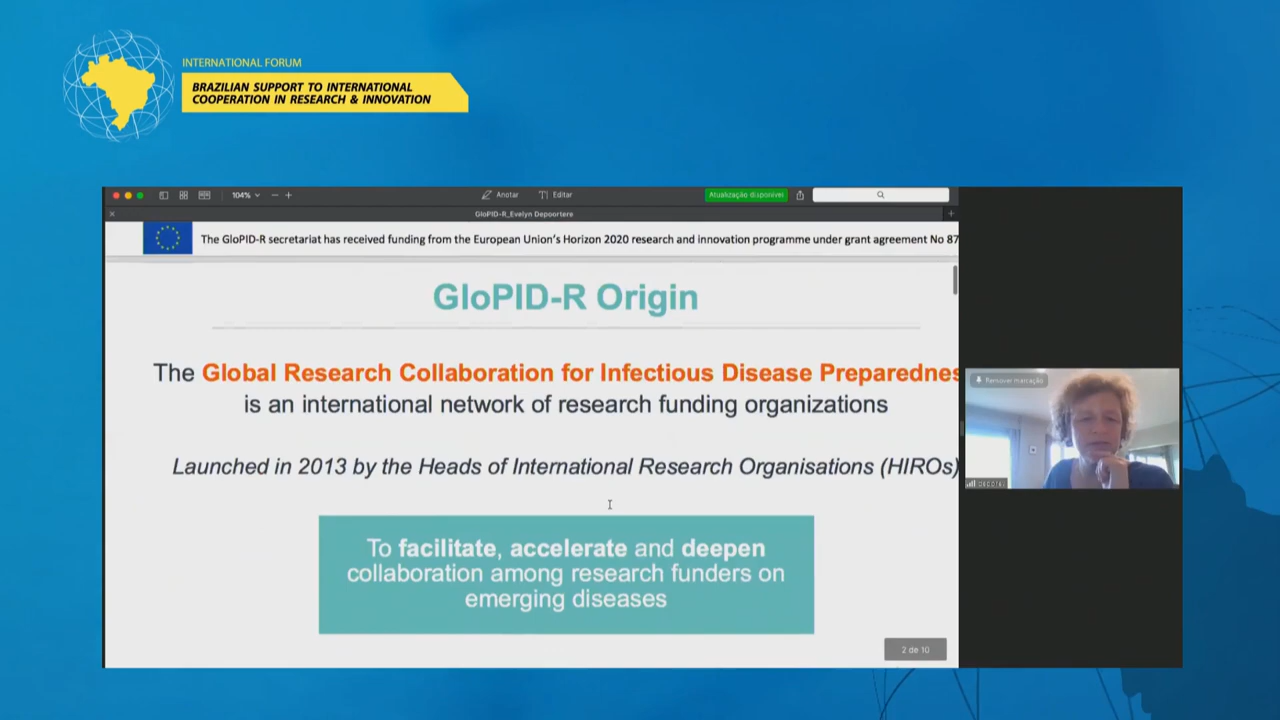 INTERNATIONAL FORUM
BRAZILIAN SUPPORT TO INTERNATIONAL
COOPERATION IN RESEARCH & INNOVATION
104%
Anotar
Editar
Atualização disponível
GloPID-R_Evelyn Depoortere
The GloPID-R secretariat has received funding from the European Union's Horizon 2020 research and innovation programme under grant agreement No 87
GloPID-R Origin
The Global Research Collaboration for Infectious Disease Preparednes
is an international network of research funding organizations
Launched in 2013 by the Heads of International Research Organisations (HIROs)
To facilitate, accelerate and deepen
collaboration among research funders on
emerging diseases
2 de 10
Remover marcação